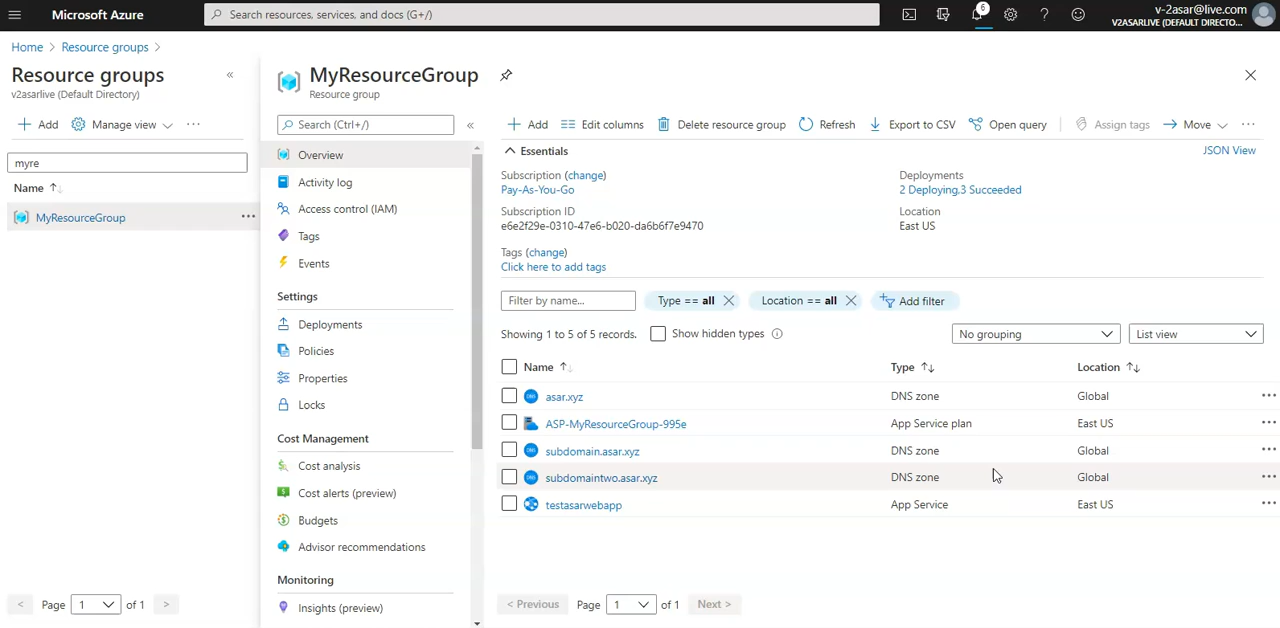 Microsoft Azure
Search resources, services, and docs (G+/)
6
v-2asar@live.com
V2ASARLIVE (DEFAULT DIRECTO...
Home > Resource groups >
Resource groups
v2asarlive (Default Directory)
Add Manage view ...
myre
Name
MyResourceGroup ...
< Page 1 of 1 >
MyResourceGroup
Resource group
Search (Ctrl+/)
Overview
Activity log
Access control (IAM)
Tags
Events
Settings
Deployments
Policies
Properties
Locks
Cost Management
Cost analysis
Cost alerts (preview)
Budgets
Advisor recommendations
Monitoring
Insights (preview)
Add Edit columns Delete resource group Refresh Export to CSV Open query Assign tags Move ...
Essentials JSON View
Subscription (change) Deployments
Pay-As-You-Go 2 Deploying,3 Succeeded
Subscription ID Location
e6e2f29e-0310-47e6-b020-da6b6f7e9470 East US
Tags (change)
Click here to add tags
Filter by name... Type == all Location == all Add filter
Showing 1 to 5 of 5 records. Show hidden types No grouping List view
Name Type Location
asar.xyz DNS zone Global ...
ASP-MyResourceGroup-995e App Service plan East US ...
subdomain.asar.xyz DNS zone Global ...
subdomaintwo.asar.xyz DNS zone Global ...
testasarwebapp App Service East US ...
< Previous Page 1 of 1 Next >